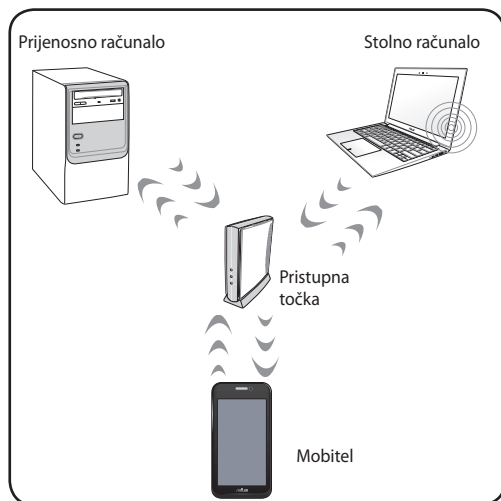 Prijenosno računalo
Stolno računalo
Pristupna
točka
Mobitel